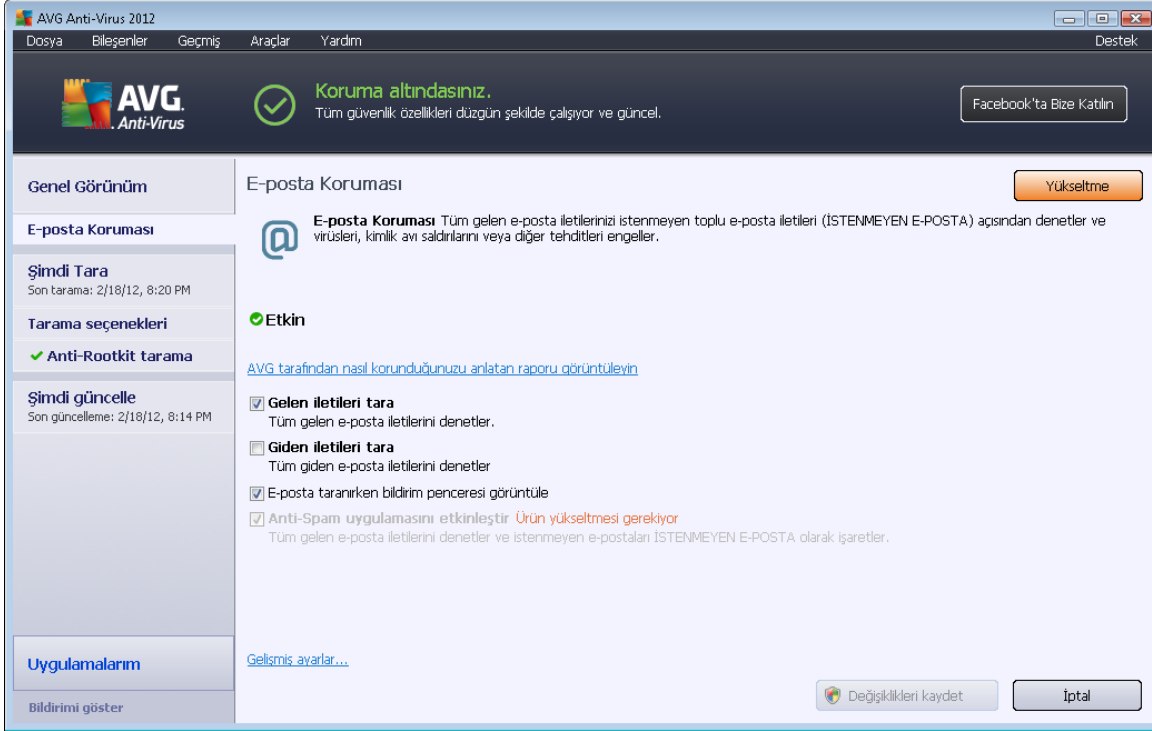 AVG Anti-Virus 2012
Dosya Bileşenler Geçmiş Araçlar Yardım Destek
AVG.
Anti-Virus
Koruma altındasınız.
Tüm güvenlik özellikleri düzgün şekilde çalışıyor ve güncel.
Facebook'ta Bize Katılın
Genel Görünüm
E-posta Koruması
Şimdi Tara
Son tarama: 2/18/12, 8:20 PM
Tarama seçenekleri
Anti-Rootkit tarama
Şimdi güncelle
Son güncelleme: 2/18/12, 8:14 PM
Uygulamalarım
Bildirimi göster
E-posta Koruması
Yükseltme
E-posta Koruması Tüm gelen e-posta iletilerinizi istenmeyen toplu e-posta iletileri (İSTENMEYEN E-POSTA) açısından denetler ve
virüsleri, kimlik avı saldırılarını veya diğer tehditleri engeller.
Etkin
AVG tarafından nasıl korunduğunuzu anlatan raporu görüntüleyin
Gelen iletileri tara
Tüm gelen e-posta iletilerini denetler.
Giden iletileri tara
Tüm giden e-posta iletilerini denetler
E-posta taranırken bildirim penceresi görüntüle
Anti-Spam uygulamasını etkinleştir Ürün yükseltmesi gerekiyor
Tüm gelen e-posta iletilerini denetler ve istenmeyen e-postaları İSTENMEYEN E-POSTA olarak işaretler.
Gelişmiş ayarlar...
Değişiklikleri kaydet
İptal